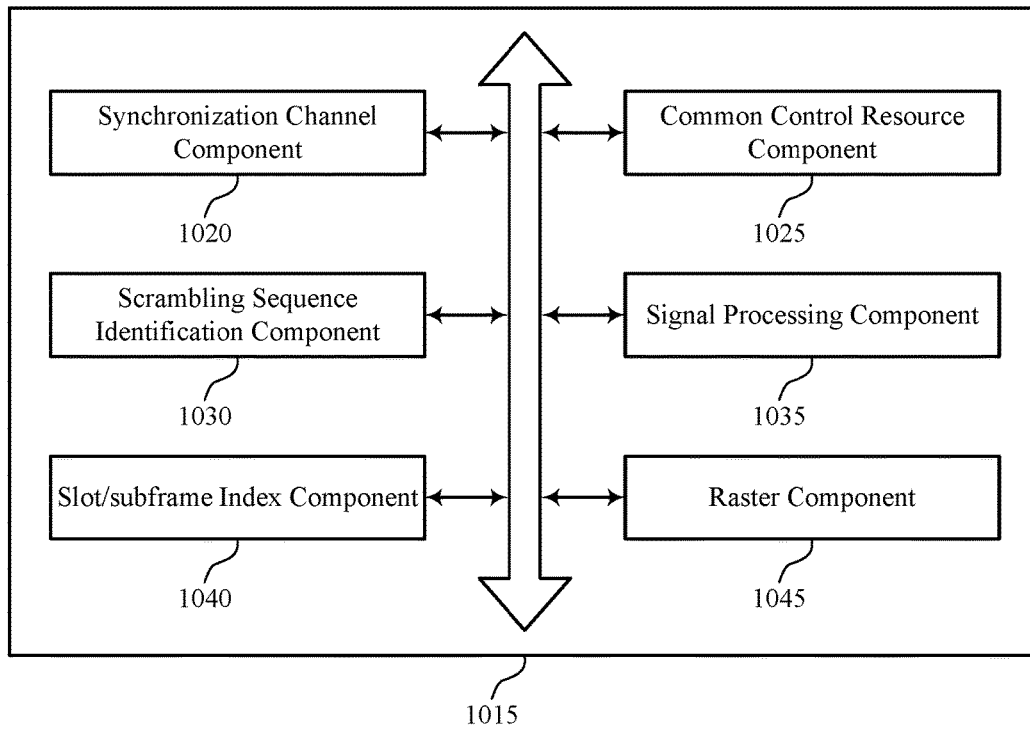 Synchronization Channel
Component
1020
Common Control Resource
Component
1025
Scrambling Sequence
Identification Component
1030
Signal Processing Component
1035
Slot/subframe Index Component
1040
Raster Component
1045
1015